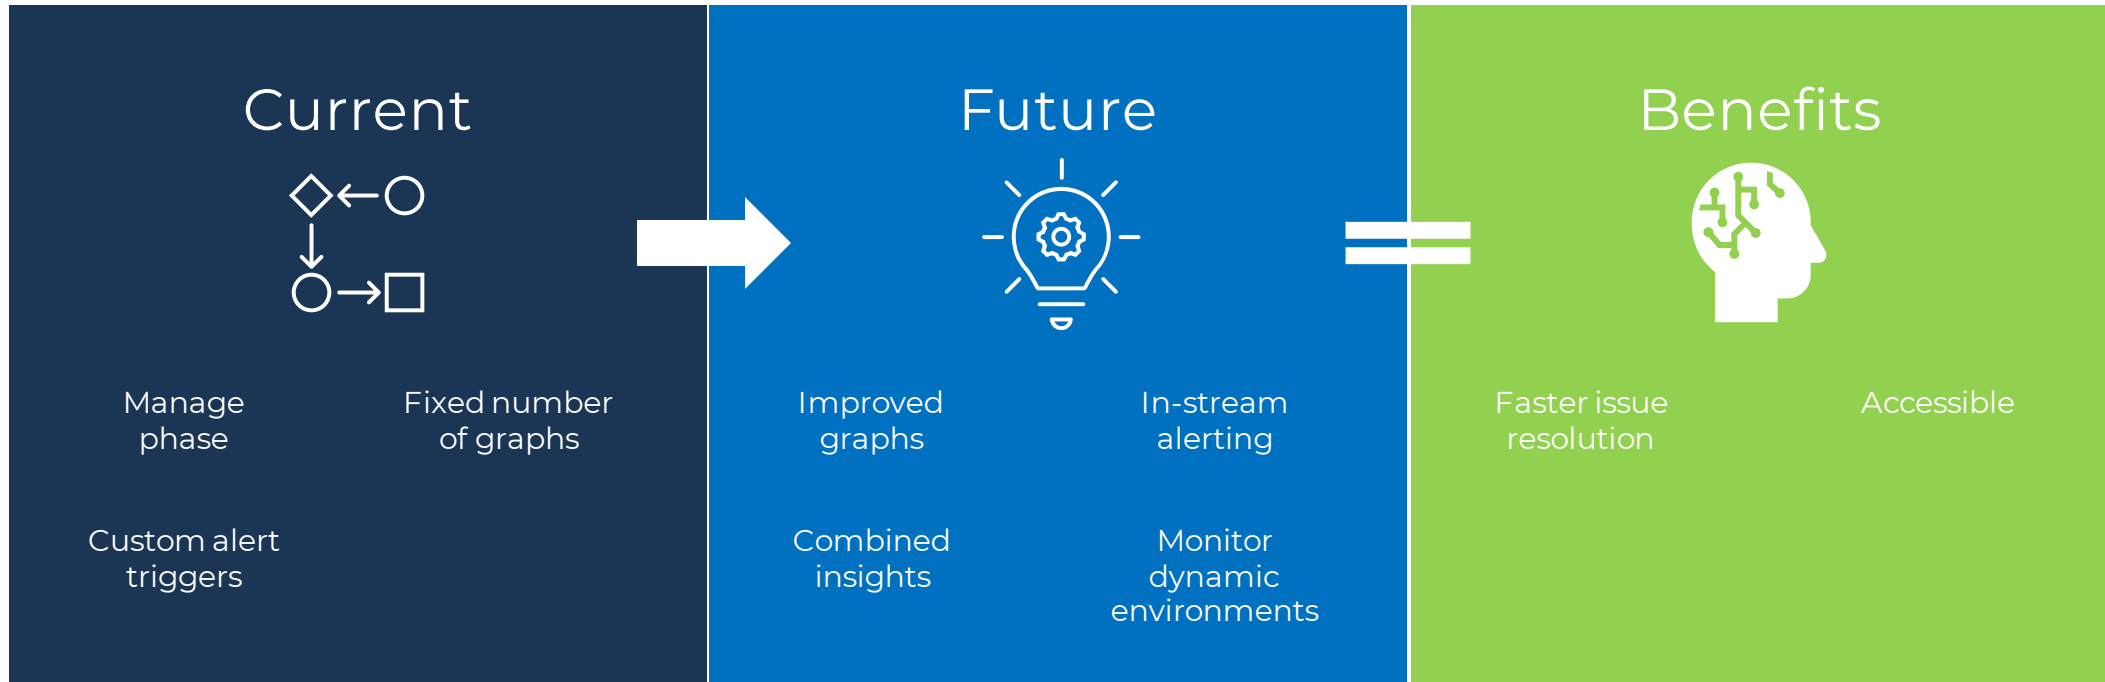 Current
Manage
phase
Fixed number
of graphs
Custom alert
triggers
Future
Improved
graphs
In-stream
alerting
Combined
insights
Monitor
dynamic
environments
Benefits
Faster issue
resolution
Accessible